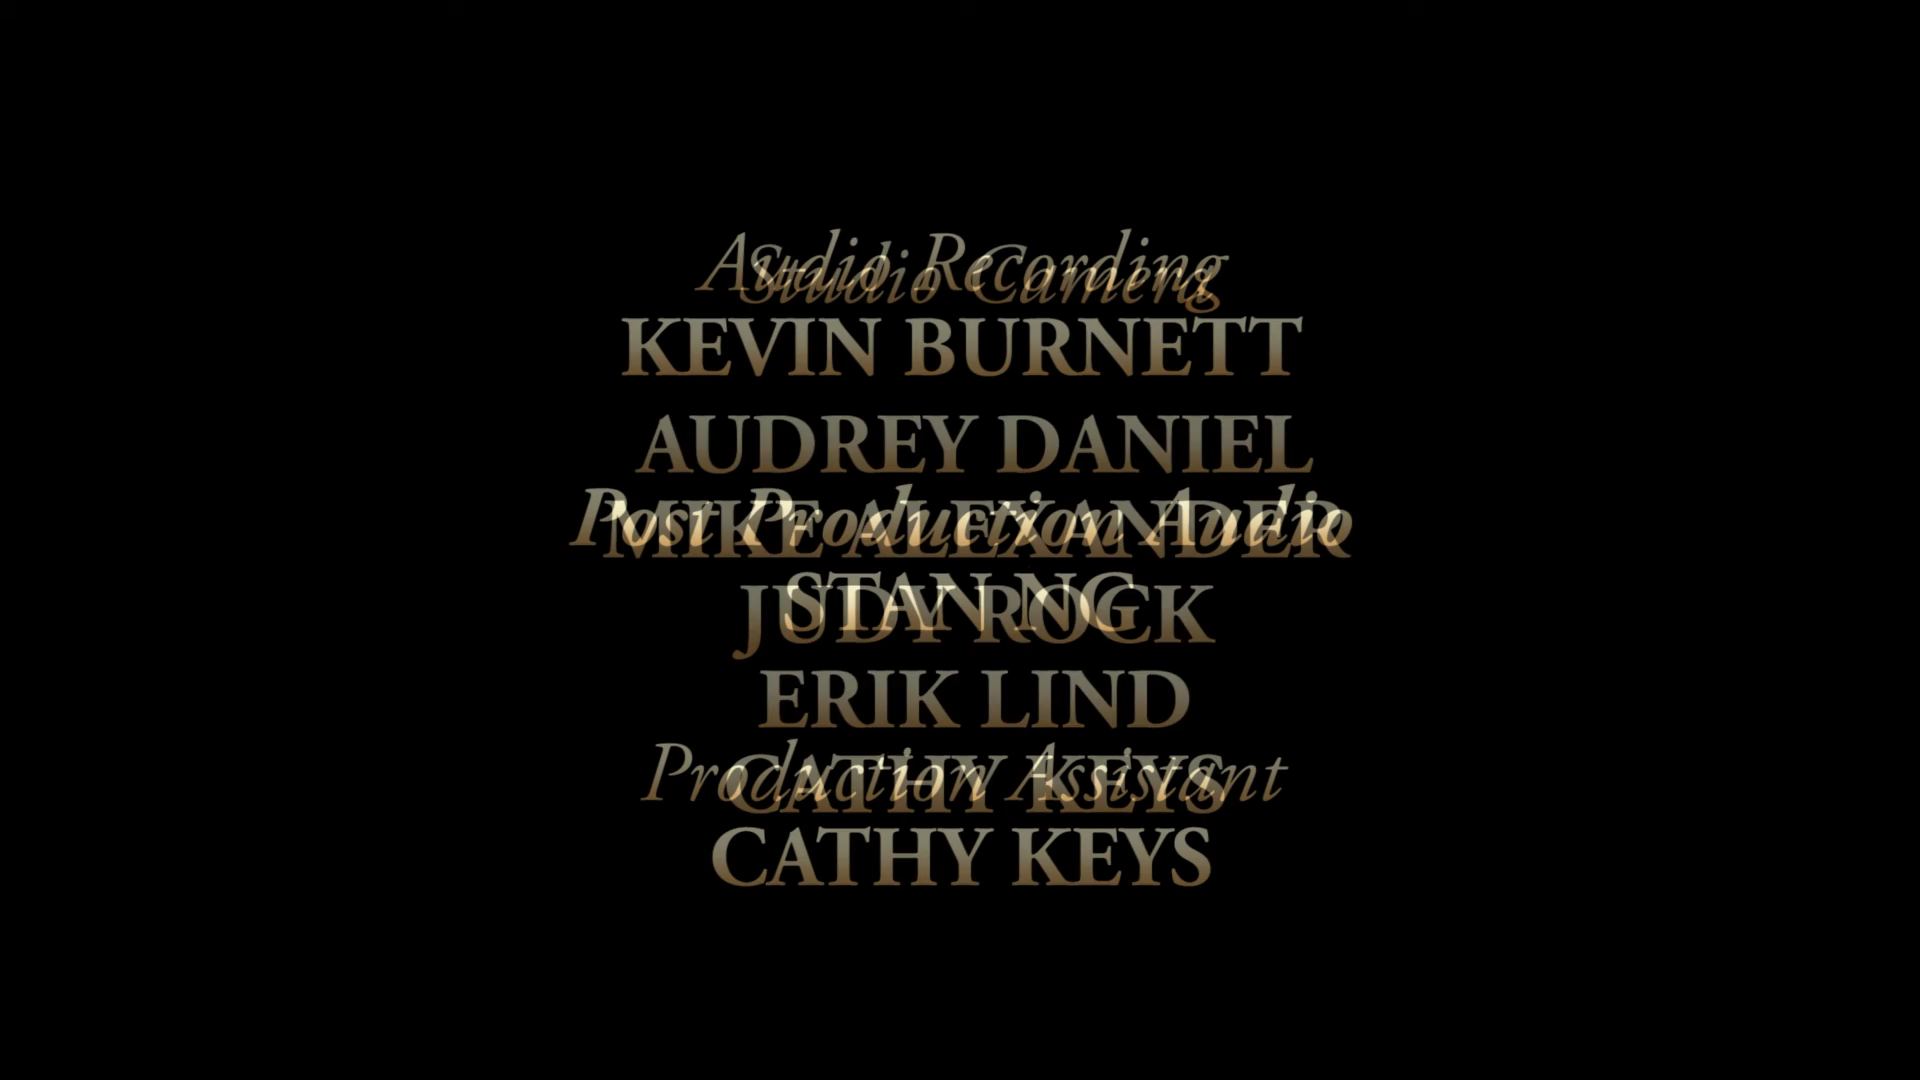 Audio Recording
Studio Camera
KEVIN BURNETT
AUDREY DANIEL
Post Production Audio
MIKE ALEXANDER
STAN NG
JUDY ROCK
ERIK LIND
Production Assistant
CATHY KEYS
CATHY KEYS